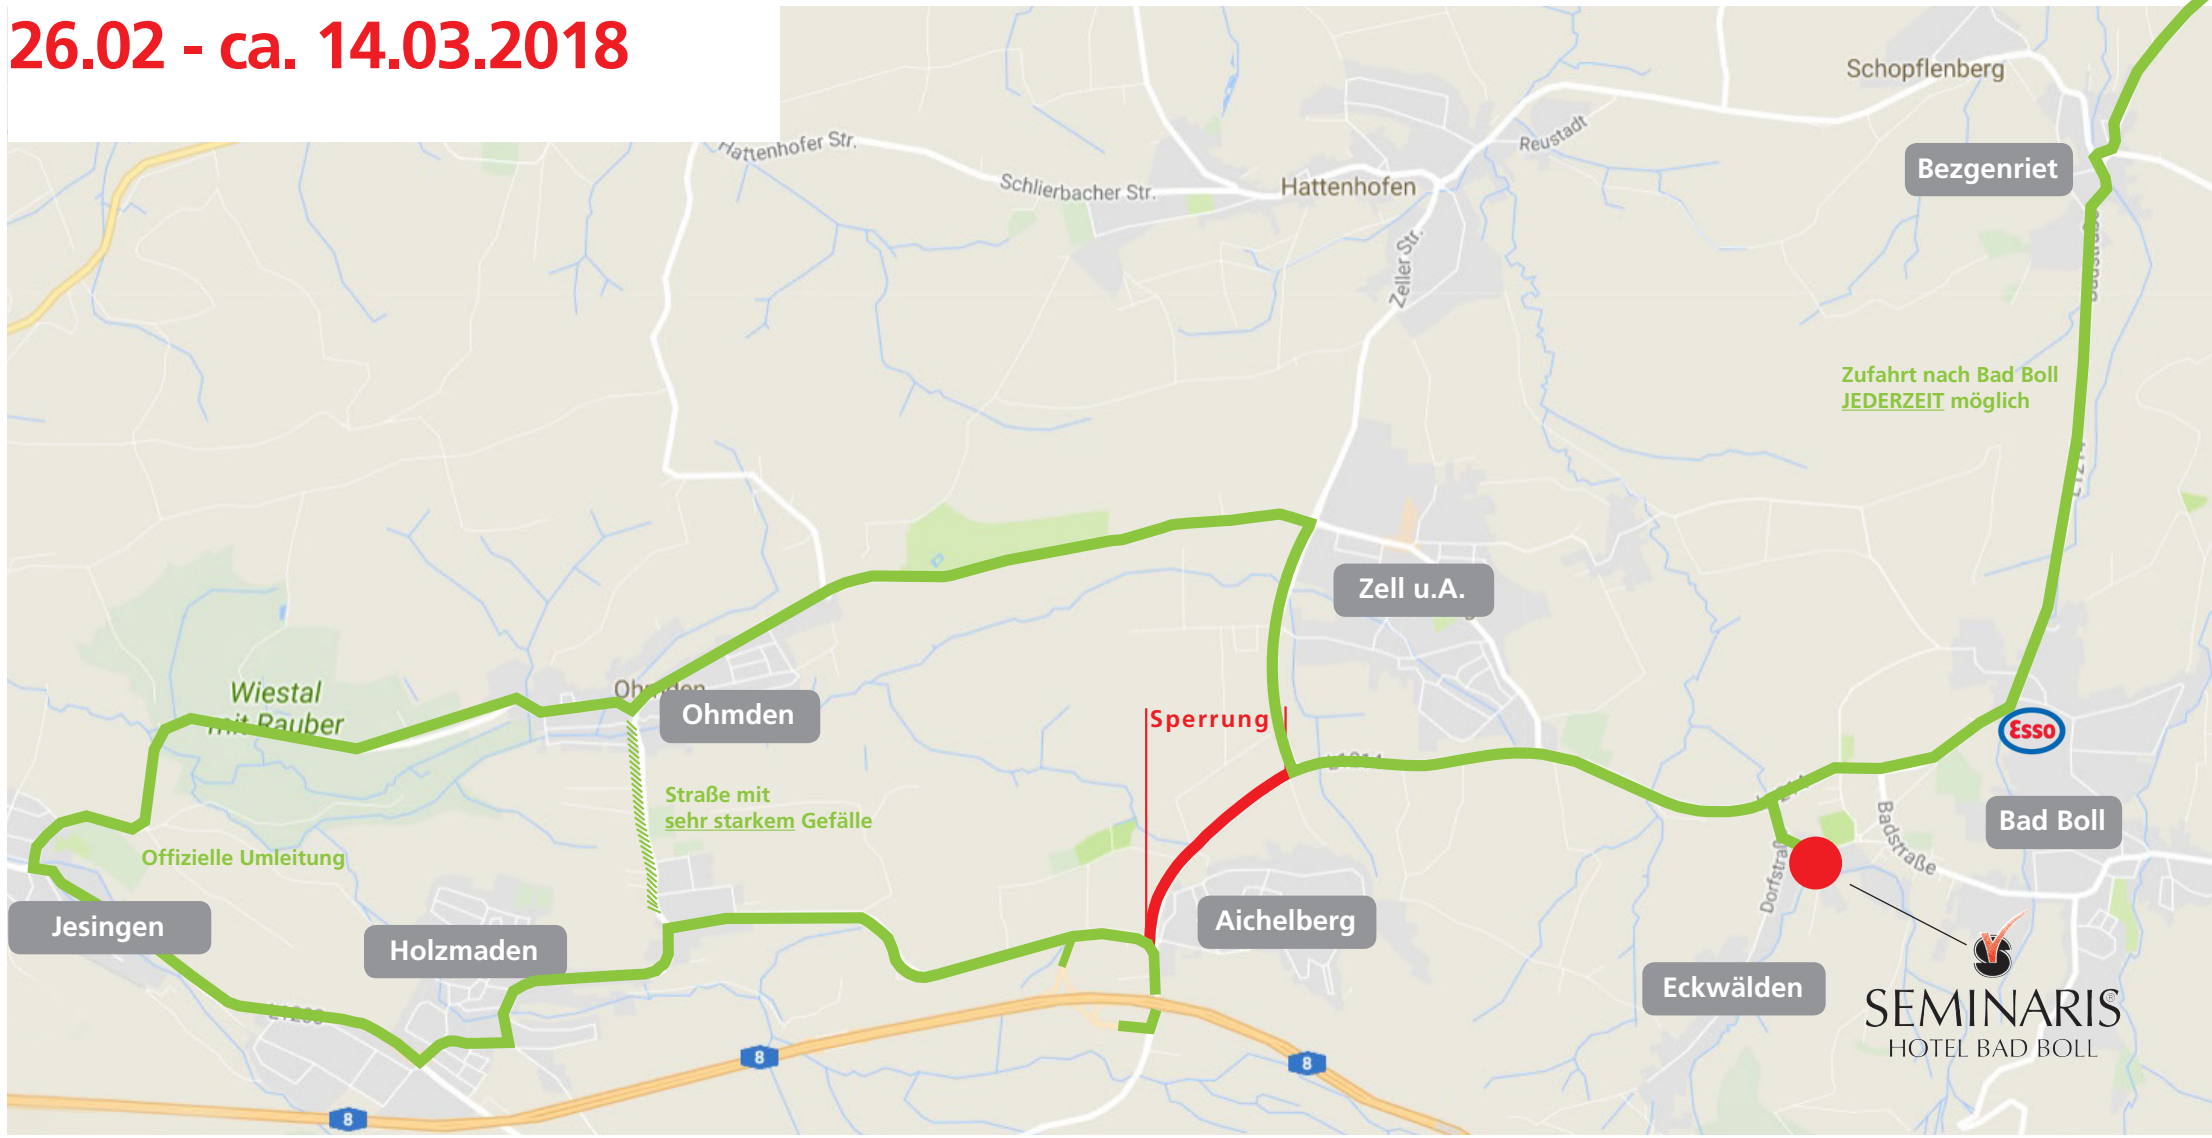 26.02 - ca. 14.03.2018
Schopflenberg
Hattenhofer Str.
Reustadt
Bezgenriet
Schlierbacher Str.
Hattenhofen
Zeller Str.
Zufahrt nach Bad Boll
JEDERZEIT möglich
Zell u.A.
Wiestal
mit Rauber
Ohmden
Ohmden
Sperrung
Esso
Straße mit
sehr starkem Gefälle
Bad Boll
Badstraße
Offizielle Umleitung
Jesingen
Holzmaden
Aichelberg
Eckwälden
SEMINARIS®
HOTEL BAD BOLL
8
8
8